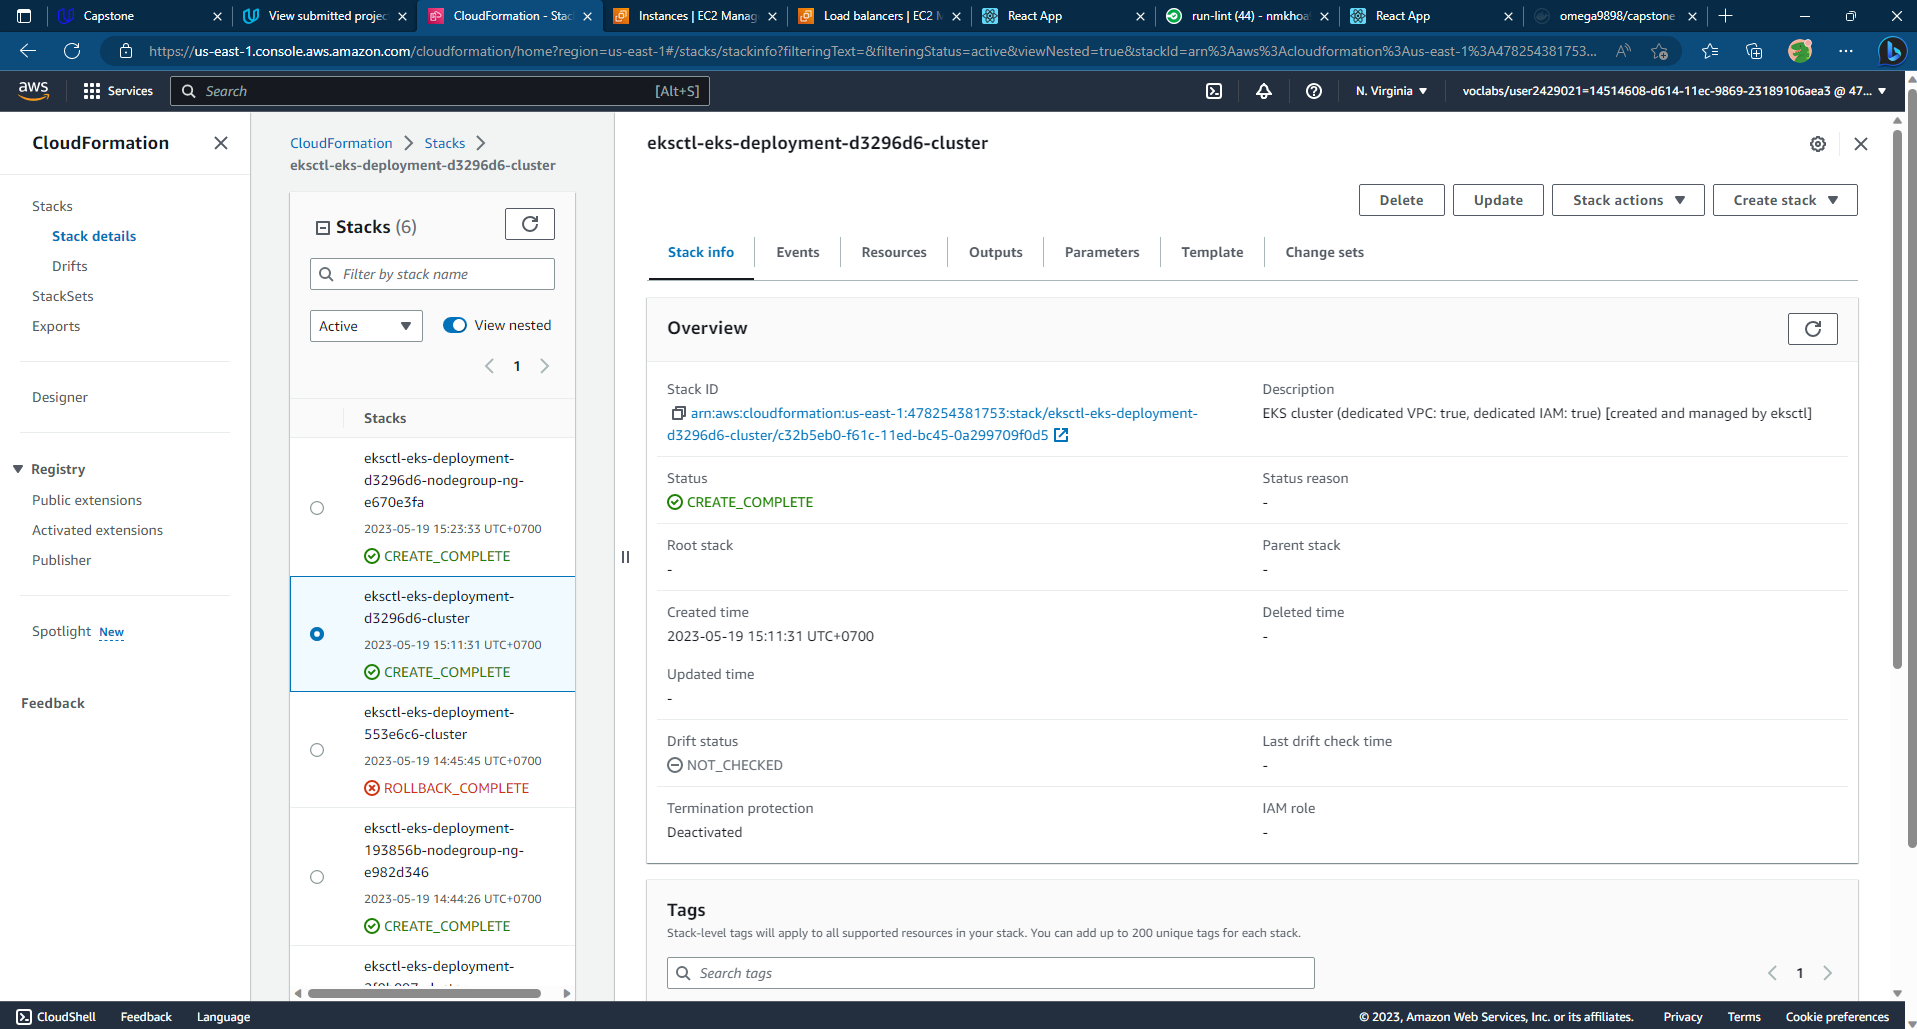 Capstone
View submitted projec
CloudFormation - Stac
Instances | EC2 Manag
Load balancers | EC2 M
React App
run-lint (44) - nmkhoa
React App
omega9898/capstone
https://us-east-1.console.aws.amazon.com/cloudformation/home?region=us-east-1#/stacks/stackinfo?filteringText=&filteringStatus=active&viewNested=true&stackId=arn%3Aaws%3Acloudformation%3Aus-east-1%3A478254381753...
aws
Services
Search
[Alt+S]
N. Virginia
voclabs/user2429021=14514608-d614-11ec-9869-23189106aea3 @ 47...
CloudFormation
Stacks
Stack details
Drifts
StackSets
Exports
Designer
Registry
Public extensions
Activated extensions
Publisher
Spotlight New
Feedback
CloudFormation
Stacks
eksctl-eks-deployment-d3296d6-cluster
Stacks (6)
Filter by stack name
Active
View nested
1
Stacks
eksctl-eks-deployment-
d3296d6-nodegroup-ng-
e670e3fa
2023-05-19 15:23:33 UTC+0700
CREATE_COMPLETE
eksctl-eks-deployment-
d3296d6-cluster
2023-05-19 15:11:31 UTC+0700
CREATE_COMPLETE
eksctl-eks-deployment-
553e6c6-cluster
2023-05-19 14:45:45 UTC+0700
ROLLBACK_COMPLETE
eksctl-eks-deployment-
193856b-nodegroup-ng-
e982d346
2023-05-19 14:44:26 UTC+0700
CREATE_COMPLETE
eksctl-eks-deployment-
eksctl-eks-deployment-d3296d6-cluster
Delete
Update
Stack actions
Create stack
Stack info
Events
Resources
Outputs
Parameters
Template
Change sets
Overview
Stack ID
arn:aws:cloudformation:us-east-1:478254381753:stack/eksctl-eks-deployment-
d3296d6-cluster/c32b5eb0-f61c-11ed-bc45-0a299709f0d5
Description
EKS cluster (dedicated VPC: true, dedicated IAM: true) [created and managed by eksctl]
Status
CREATE_COMPLETE
Status reason
-
Root stack
-
Parent stack
-
Created time
2023-05-19 15:11:31 UTC+0700
Deleted time
-
Updated time
-
Drift status
NOT_CHECKED
Last drift check time
-
Termination protection
Deactivated
IAM role
-
Tags
Stack-level tags will apply to all supported resources in your stack. You can add up to 200 unique tags for each stack.
Search tags
1
CloudShell
Feedback
Language
© 2023, Amazon Web Services, Inc. or its affiliates.
Privacy
Terms
Cookie preferences